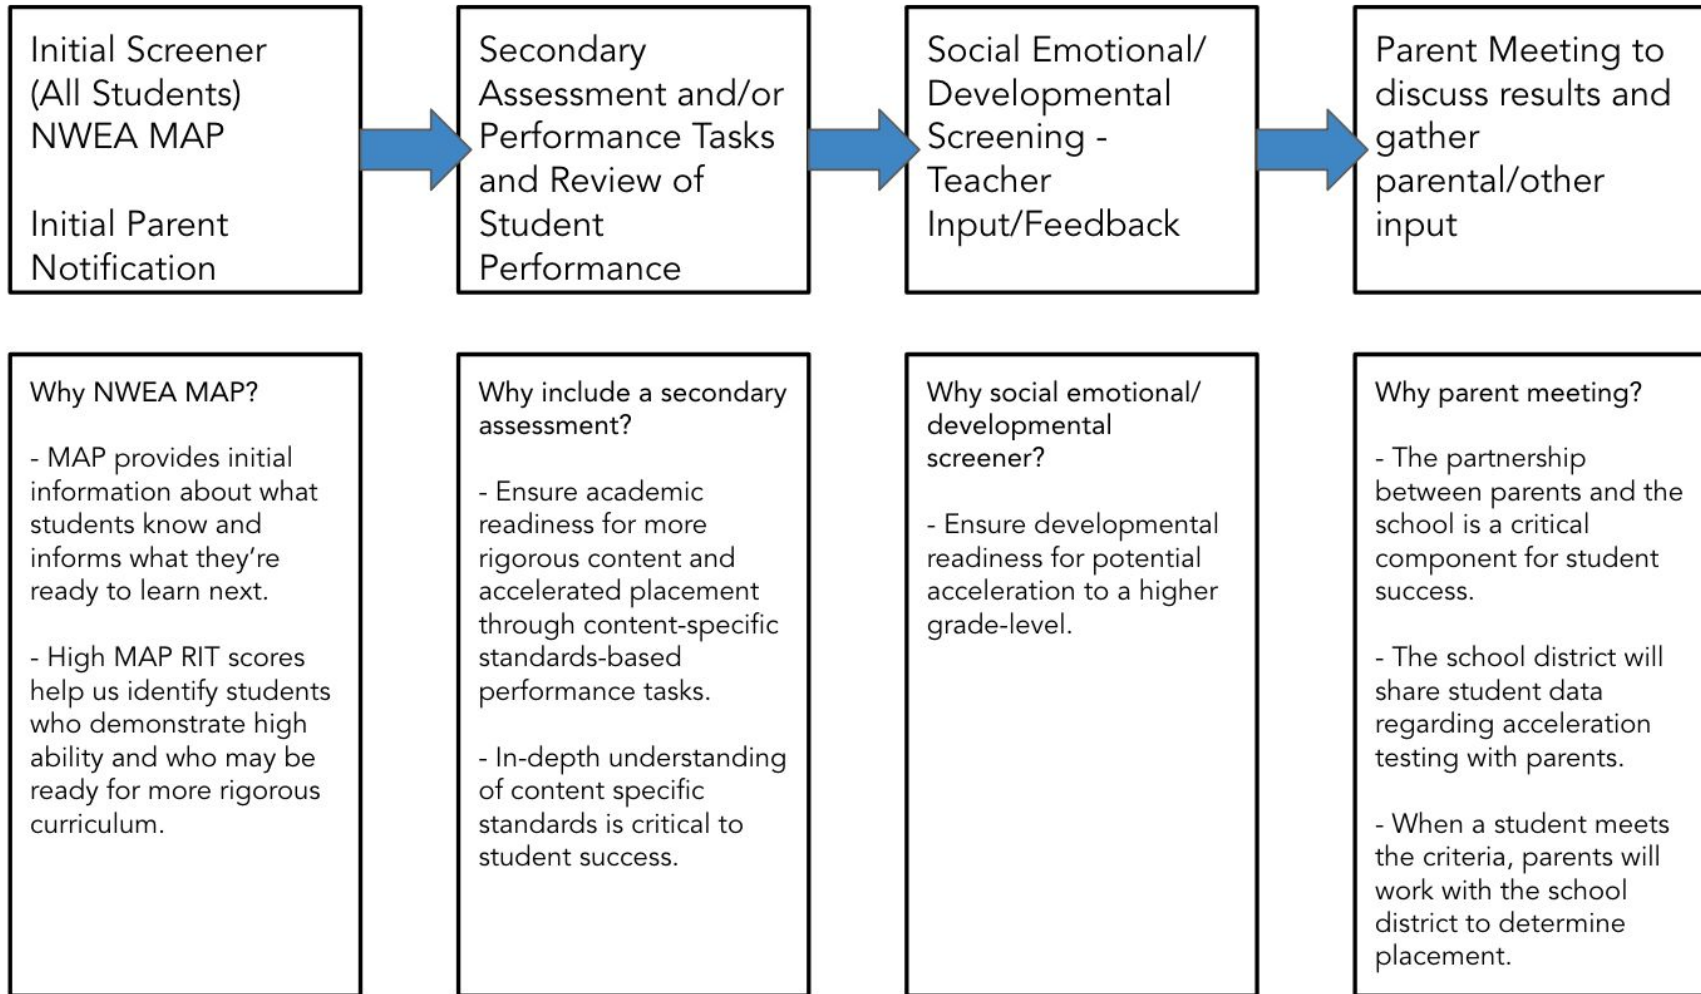 Initial Screener
(All Students)
NWEA MAP
Initial Parent
Notification
Secondary
Assessment and/or
Performance Tasks
and Review of
Student
Performance
Social Emotional/
Developmental
Screening -
Teacher
Input/Feedback
Parent Meeting to
discuss results and
gather
parental/other
input
Why NWEA MAP?
- MAP provides initial
information about what
students know and
informs what they're
ready to learn next.
- High MAP RIT scores
help us identify students
who demonstrate high
ability and who may be
ready for more rigorous
curriculum.
Why include a secondary
assessment?
- Ensure academic
readiness for more
rigorous content and
accelerated placement
through content-specific
standards-based
performance tasks.
- In-depth understanding
of content specific
standards is critical to
student success.
Why social emotional/
developmental
screener?
- Ensure developmental
readiness for potential
acceleration to a higher
grade-level.
Why parent meeting?
- The partnership
between parents and the
school is a critical
component for student
success.
- The school district will
share student data
regarding acceleration
testing with parents.
- When a student meets
the criteria, parents will
work with the school
district to determine
placement.